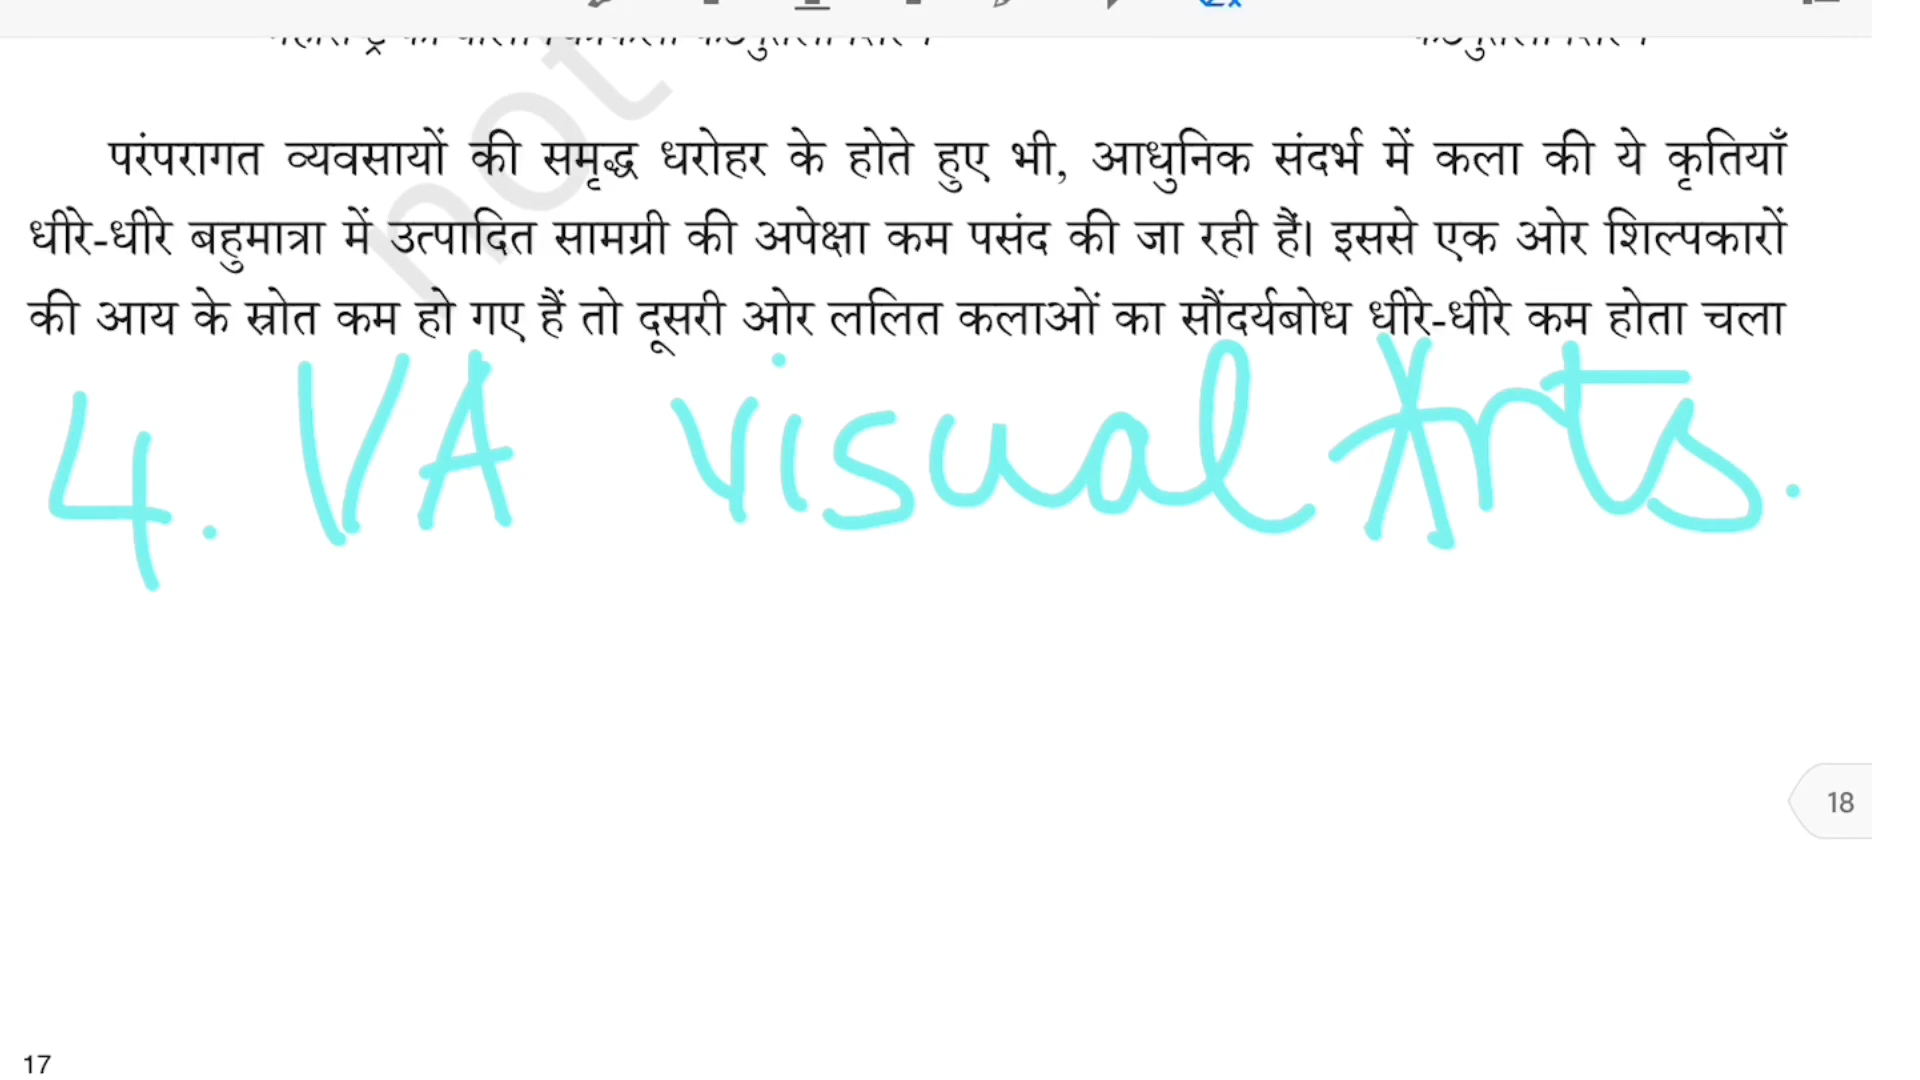 not
परंपरागत व्यवसायों की समृद्ध धरोहर के होते हुए भी, आधुनिक संदर्भ में कला की ये कृतियाँ
धीरे-धीरे बहुमात्रा में उत्पादित सामग्री की अपेक्षा कम पसंद की जा रही हैं। इससे एक ओर शिल्पकारों
की आय के स्रोत कम हो गए हैं तो दूसरी ओर ललित कलाओं का सौंदर्यबोध धीरे-धीरे कम होता चला
4. VA Visual Arts.
18
17